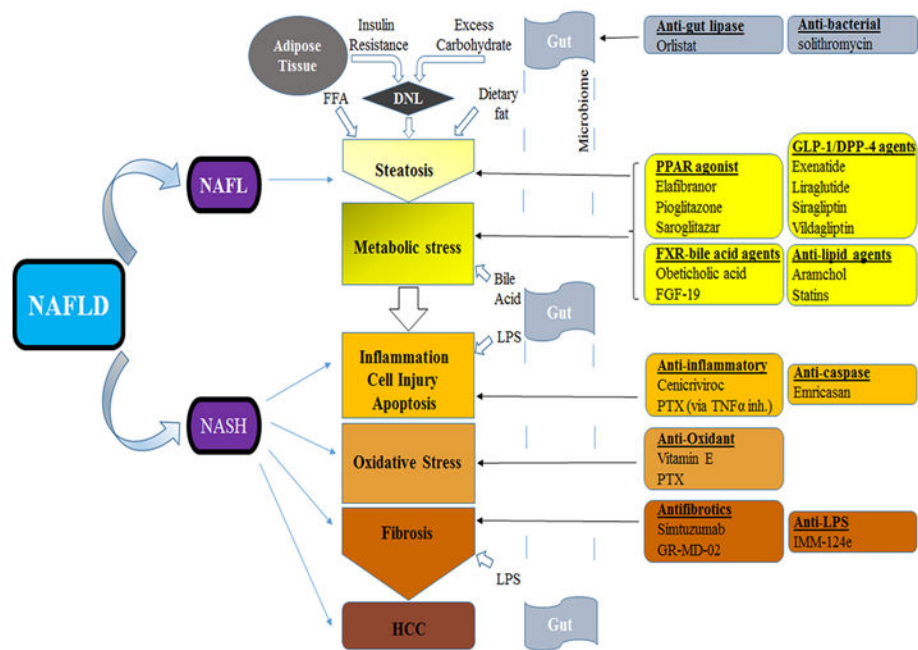 Adipose
Tissue
Insulin
Resistance
Excess
Carbohydrate
Gut
Anti-gut lipase
Orlistat
Anti-bacterial
solithromycin
FFA
DNL
Dietary
fat
Microbiome
Steatosis
NAFL
PPAR agonist
Elafibranor
Pioglitazone
Saroglitazar
GLP-1/DPP-4 agents
Exenatide
Liraglutide
Siragliptin
Vildagliptin
Metabolic stress
FXR-bile acid agents
Obeticholic acid
FGF-19
Anti-lipid agents
Aramchol
Statins
NAFLD
Bile
Acid
Gut
LPS
Inflammation
Cell Injury
Apoptosis
Anti-inflammatory
Cenicriviroc
PTX (via TNFα inh.)
Anti-caspase
Emricasan
NASH
Oxidative Stress
Anti-Oxidant
Vitamin E
PTX
Fibrosis
Antifibrotics
Simtuzumab
GR-MD-02
Anti-LPS
IMM-124e
LPS
HCC
Gut